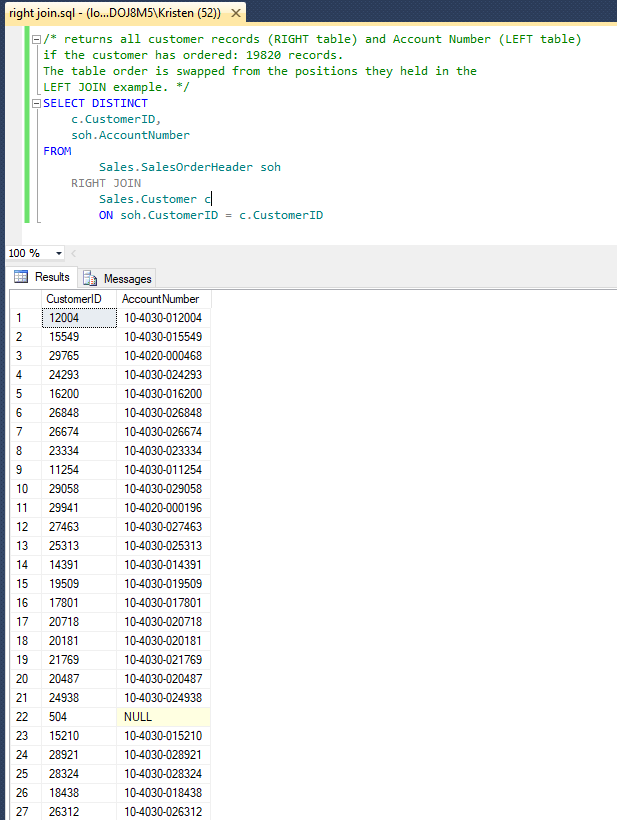 right join.sql - (lo...DOJ8M5\Kristen (52))
/* returns all customer records (RIGHT table) and Account Number (LEFT table)
if the customer has ordered: 19820 records.
The table order is swapped from the positions they held in the
LEFT JOIN example. */
SELECT DISTINCT
c.CustomerID,
soh.AccountNumber
FROM
Sales.SalesOrderHeader soh
RIGHT JOIN
Sales.Customer c
ON soh.CustomerID = c.CustomerID
100 %
Results Messages
CustomerID AccountNumber
1 12004 10-4030-012004
2 15549 10-4030-015549
3 29765 10-4020-000468
4 24293 10-4030-024293
5 16200 10-4030-016200
6 26848 10-4030-026848
7 26674 10-4030-026674
8 23334 10-4030-023334
9 11254 10-4030-011254
10 29058 10-4030-029058
11 29941 10-4020-000196
12 27463 10-4030-027463
13 25313 10-4030-025313
14 14391 10-4030-014391
15 19509 10-4030-019509
16 17801 10-4030-017801
17 20718 10-4030-020718
18 20181 10-4030-020181
19 21769 10-4030-021769
20 20487 10-4030-020487
21 24938 10-4030-024938
22 504 NULL
23 15210 10-4030-015210
24 28921 10-4030-028921
25 28324 10-4030-028324
26 18438 10-4030-018438
27 26312 10-4030-026312